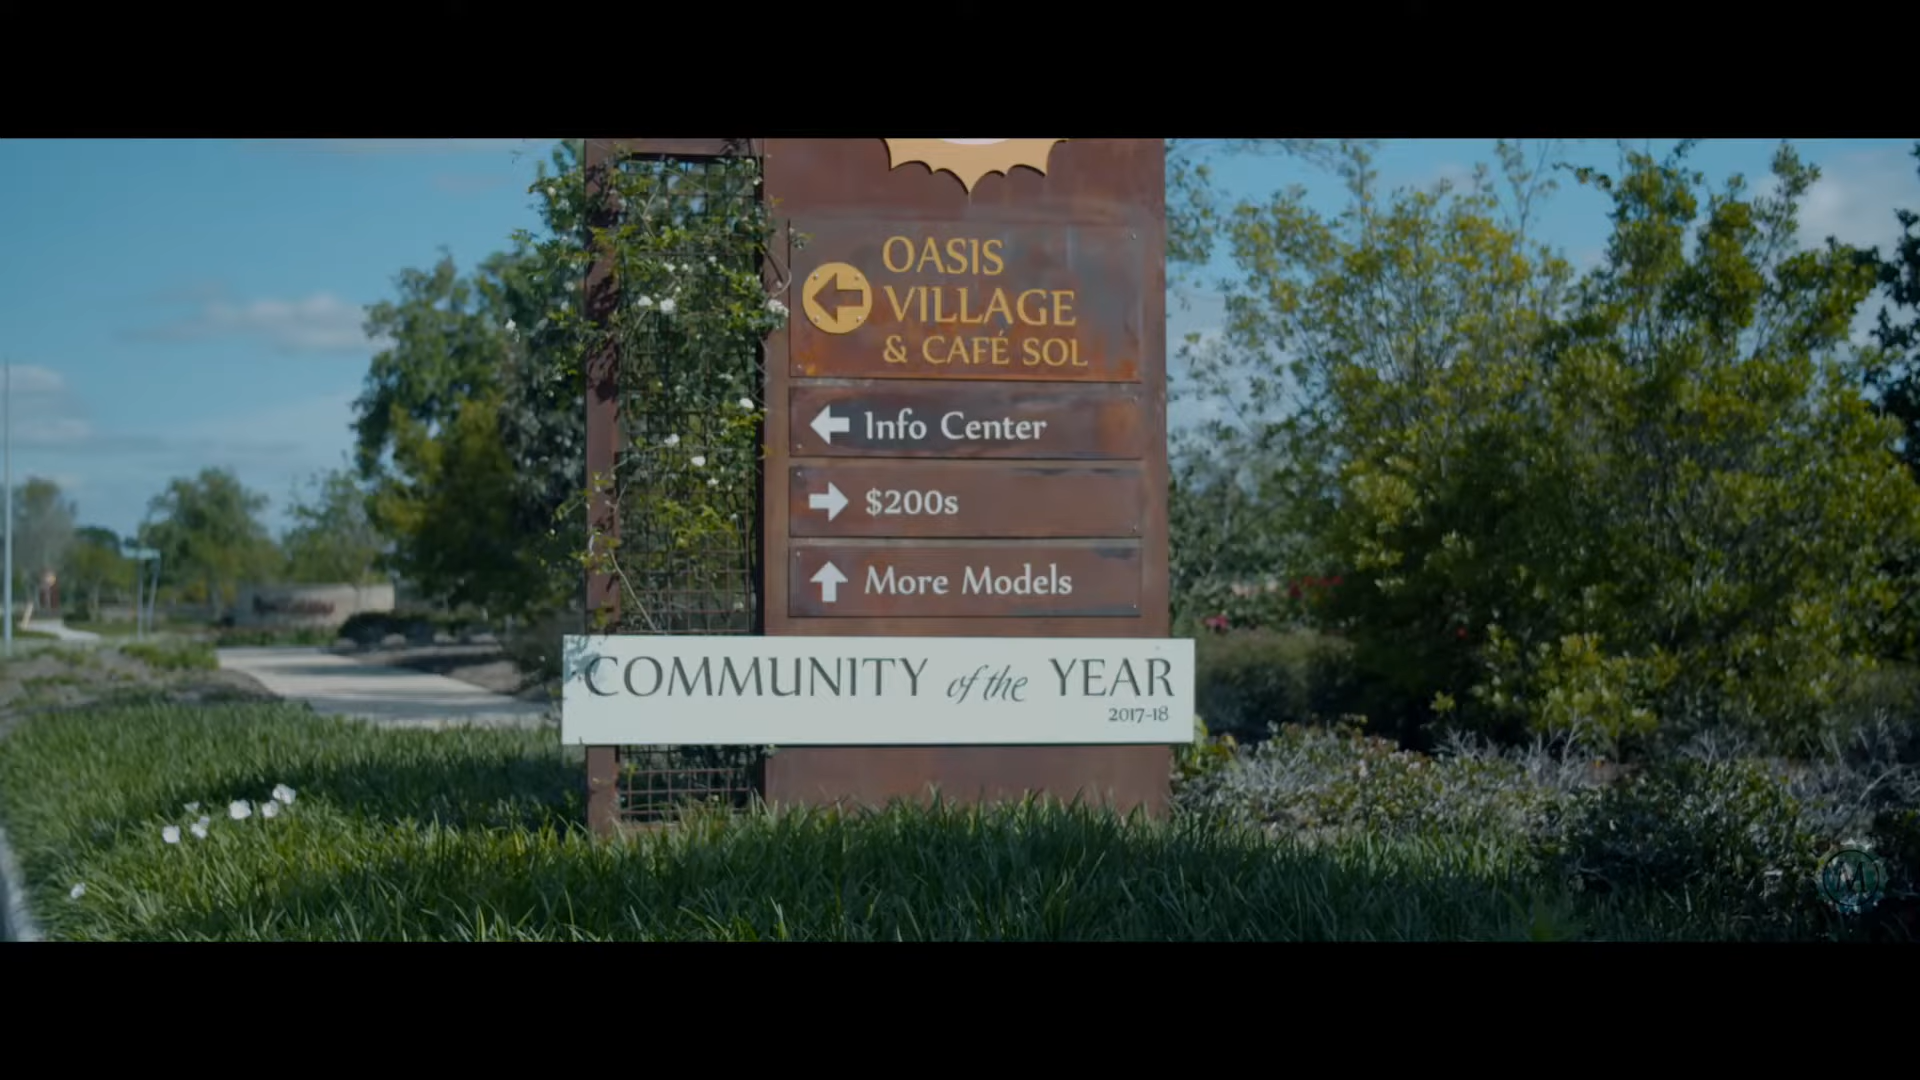 OASIS
VILLAGE
& CAFÉ SOL
Info Center
$200s
More Models
COMMUNITY of the YEAR
2017-18
M